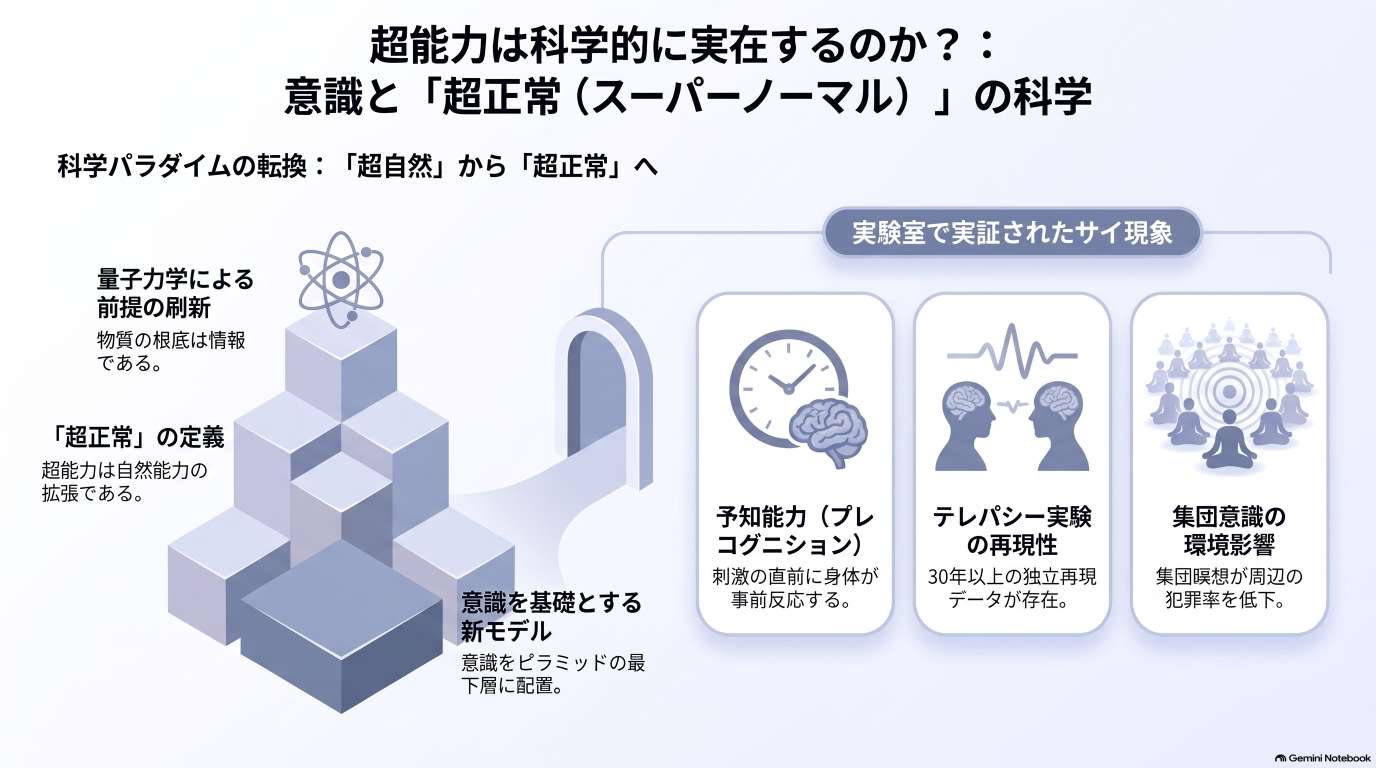 超能力は科学的に実在するのか？：
意識と「超正常（スーパーノーマル）」の科学
科学パラダイムの転換：「超自然」から「超正常」へ
量子力学による
前提の刷新
物質の根底は情報
である。
「超正常」の定義
超能力は自然能力の
拡張である。
意識を基礎とする
新モデル
意識をピラミッドの最
下層に配置。
実験室で実証されたサイ現象
予知能力（プレ
コグニション）
刺激の直前に身体が
事前反応する。
テレパシー実験
の再現性
30年以上の独立再現
データが存在。
集団意識の
環境影響
集団瞑想が周辺の
犯罪率を低下。
Gemini Notebook